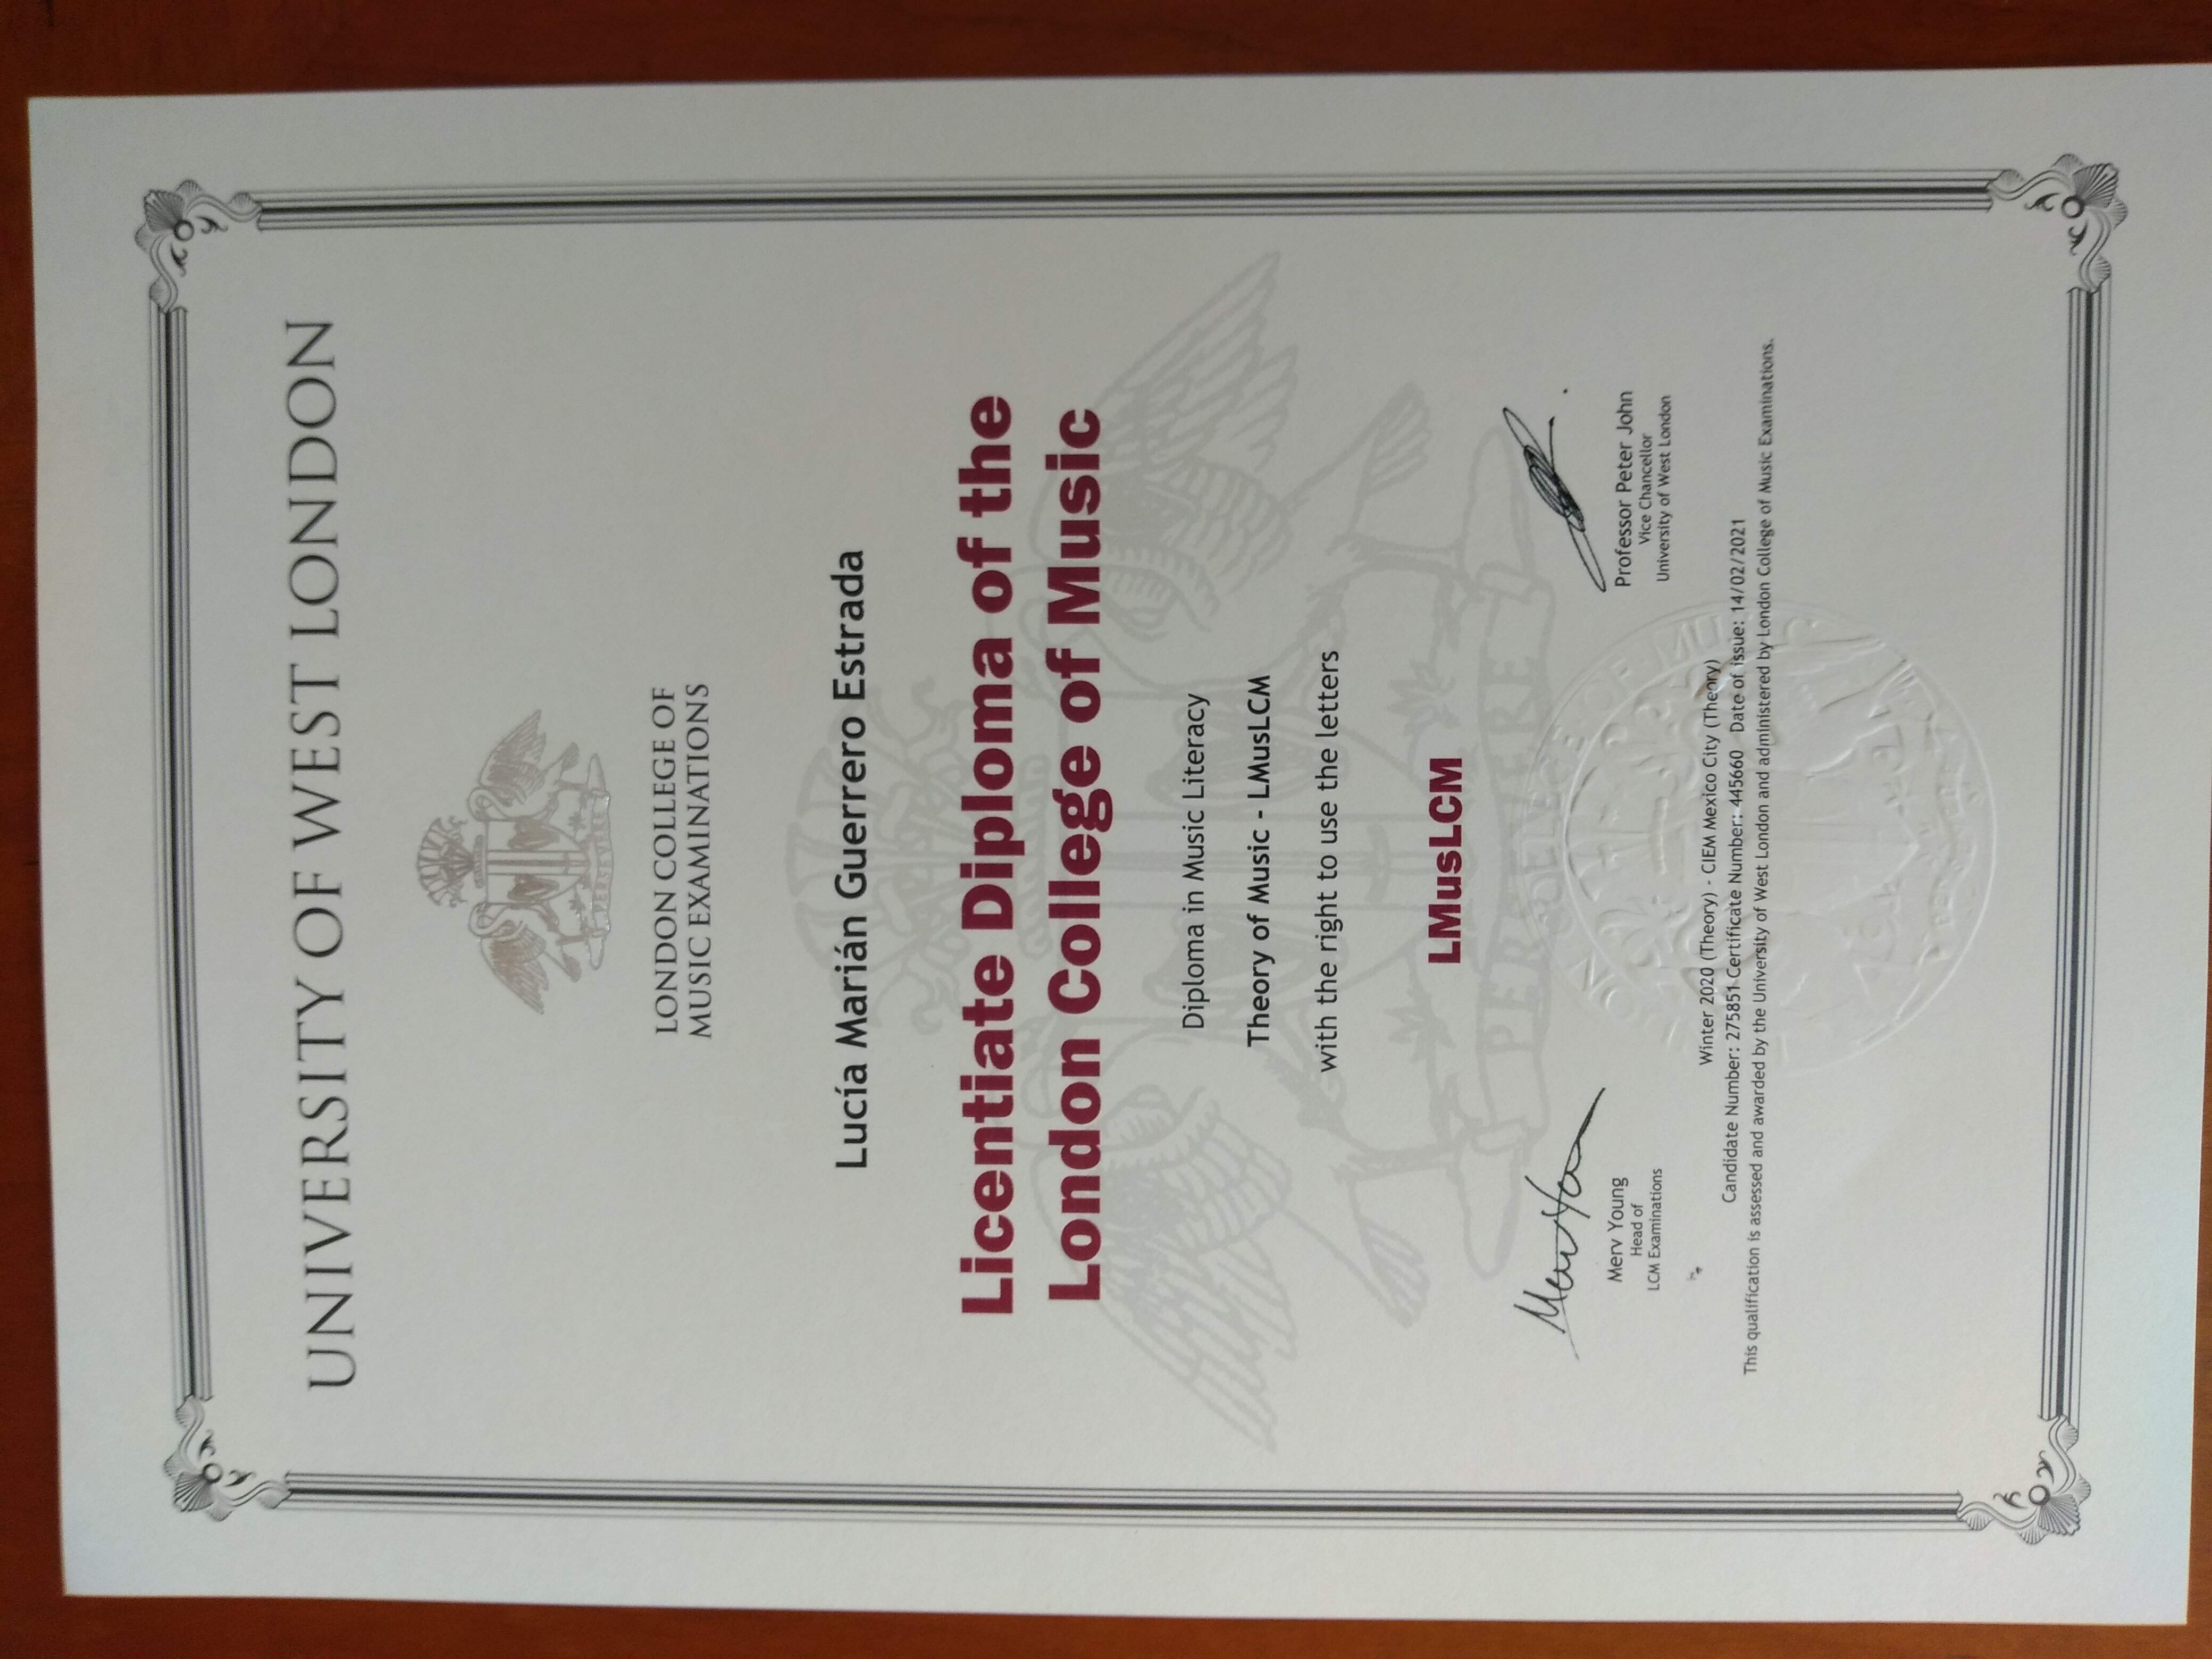 UNIVERSITY OF WEST LONDON
PERSEVERE
LONDON COLLEGE OF
MUSIC EXAMINATIONS
Lucía Marián Guerrero Estrada
Licentiate Diploma of the
London College of Music
Diploma in Music Literacy
Theory of Music - LMusLCM
with the right to use the letters
LMusLCM
PERSEVERE
Merv Young
Head of
LCM Examinations
Professor Peter John
Vice Chancellor
University of West London
Winter 2020 (Theory) - CIEM Mexico City (Theory)
Candidate Number: 275851 Certificate Number: 445660 Date of issue: 14/02/2021
This qualification is assessed and awarded by the University of West London and administered by London College of Music Examinations.